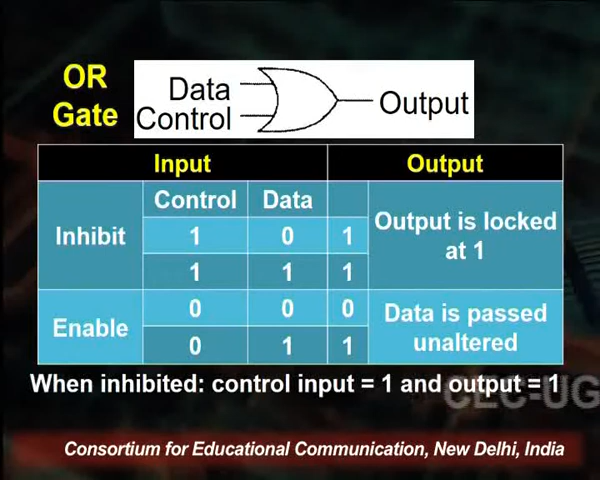 OR
Gate
Data
Control
Output
Input Output
Control Data
Inhibit
1 0 1
1 1 1
Output is locked
at 1
Enable
0 0 0
0 1 1
Data is passed
unaltered
When inhibited: control input = 1 and output = 1
CEC-UG
Consortium for Educational Communication, New Delhi, India